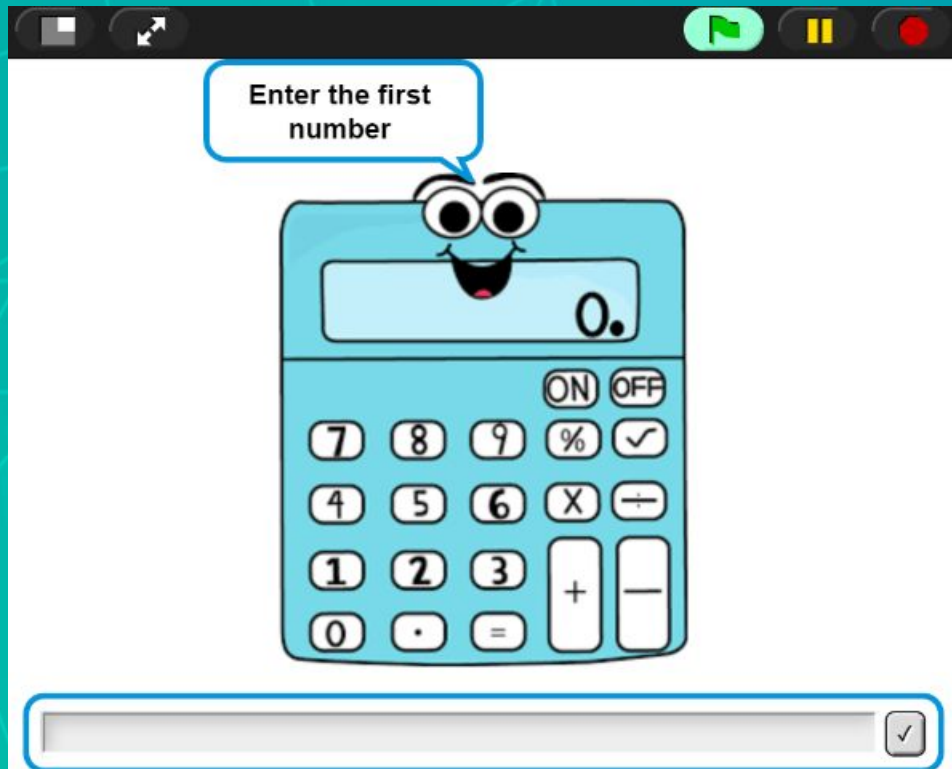 Enter the first
number
0.
ON OFF
7 8 9 % √
4 5 6 X ÷
1 2 3 + —
0 . =
✓